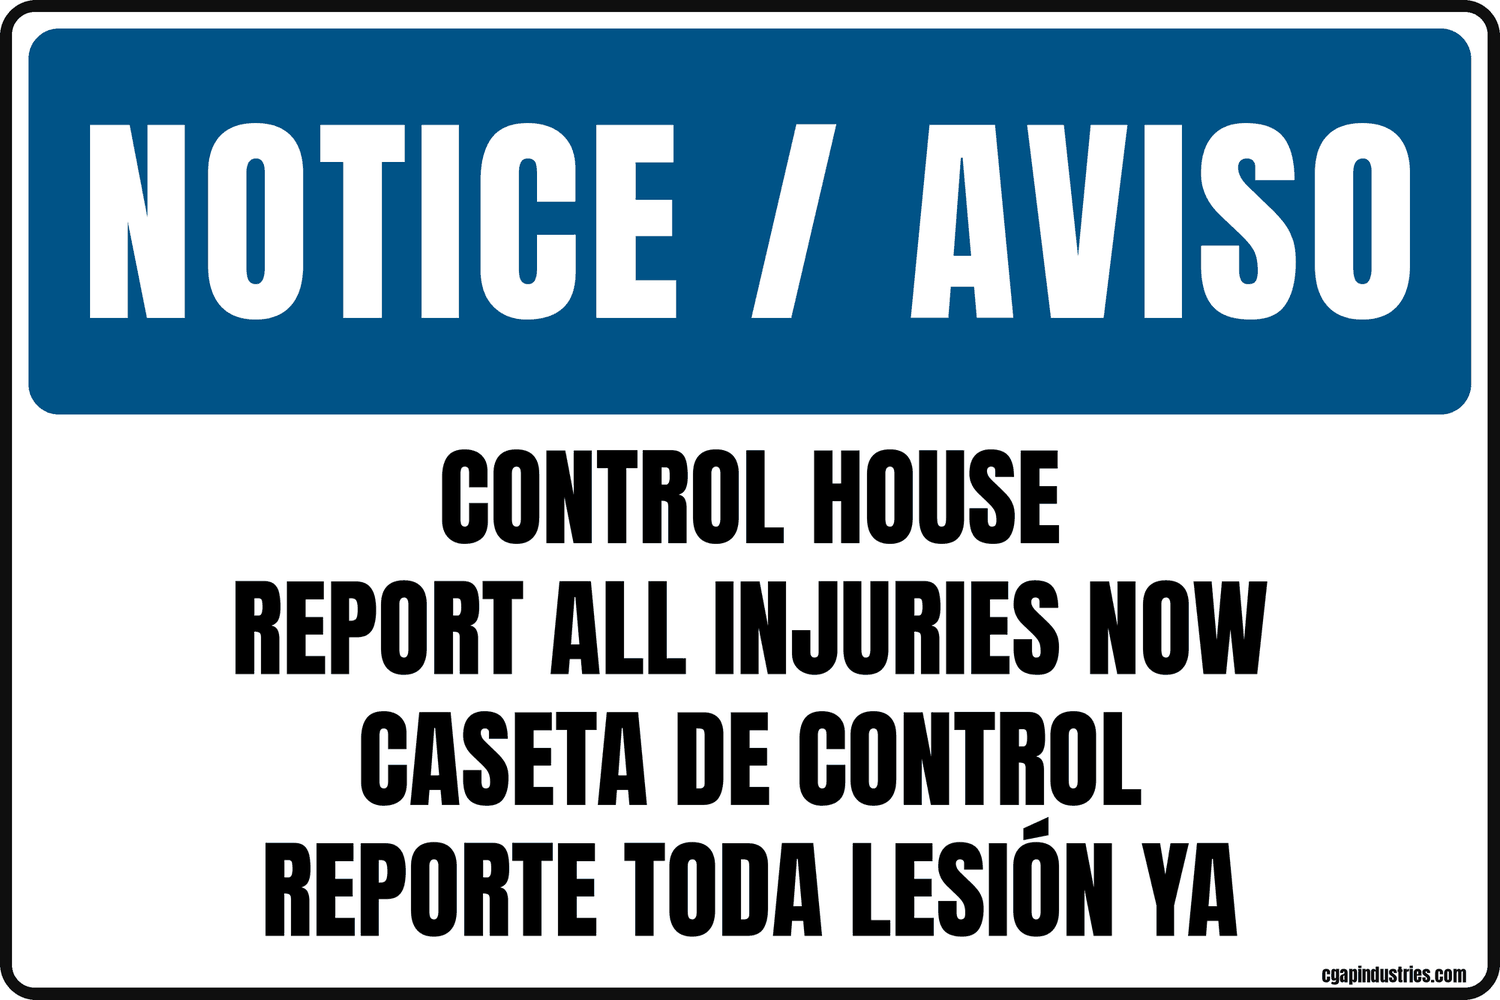 NOTICE / AVISO
CONTROL HOUSE
REPORT ALL INJURIES NOW
CASETA DE CONTROL
REPORTE TODA LESIÓN YA
cgapindustries.com